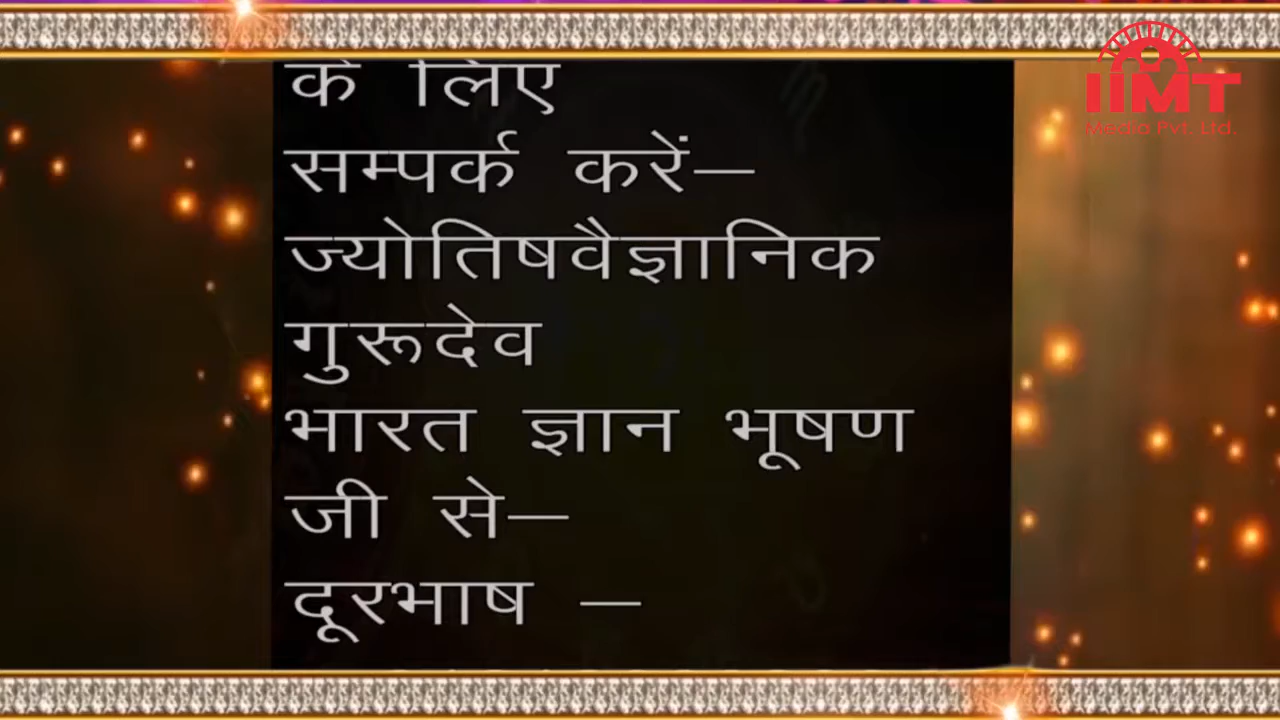 के लिए
सम्पर्क करें—
ज्योतिषवैज्ञानिक
गुरूदेव
भारत ज्ञान भूषण
जी से—
दूरभाष —
IIMT
Media Pvt. Ltd.